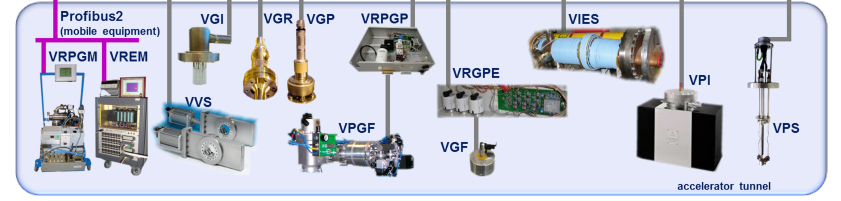 Profibus2
(mobile equipment)
VRPGM
VREM
VGI
VGR
VGP
VRPGP
VIES
VVS
VPGF
VRGPE
VGF
VPI
VPS
accelerator tunnel